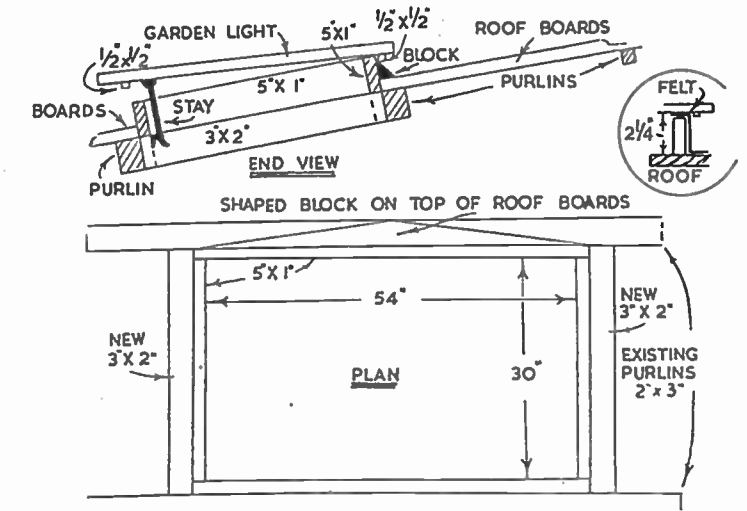 ½"x½"
GARDEN LIGHT
5"X1"
½"x½"
BLOCK
ROOF BOARDS
PURLINS
5"X 1"
BOARDS
STAY
3"X 2"
PURLIN
END VIEW
FELT
2¼"
ROOF
SHAPED BLOCK ON TOP OF ROOF BOARDS
5"X 1"
54"
NEW
3"X 2"
PLAN
30"
NEW
3"X 2"
EXISTING
PURLINS
2"x 3"